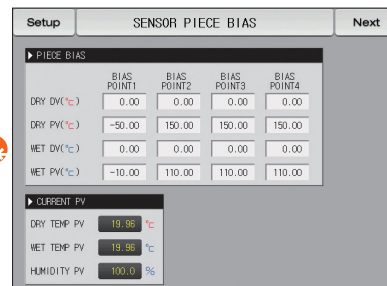 Setup SENSOR PIECE BIAS Next
▶ PIECE BIAS
BIAS POINT1 BIAS POINT2 BIAS POINT3 BIAS POINT4
DRY DV(℃) 0.00 0.00 0.00 0.00
DRY PV(℃) -50.00 150.00 150.00 150.00
WET DV(℃) 0.00 0.00 0.00 0.00
WET PV(℃) -10.00 110.00 110.00 110.00
▶ CURRENT PV
DRY TEMP PV 19.96 ℃
WET TEMP PV 19.96 ℃
HUMIDITY PV 100.0 %